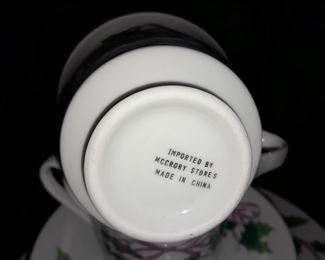 IMPORTED BY
MCCRORY STORES
MADE IN CHINA